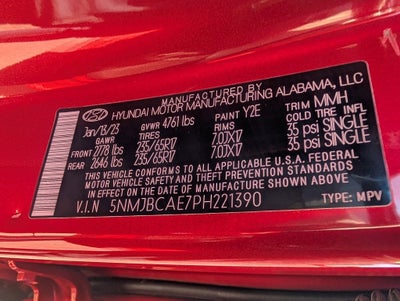 MANUFACTURED BY
HYUNDAI MOTOR MANUFACTURING ALABAMA, LLC
Jan/13/23 GVWR 4761 lbs PAINT Y2E TRIM MMH
GAWR TIRES RIMS COLD TIRE INFL
FRONT 2778 lbs 235/65R17 7.0JX17 35 psi SINGLE
REAR 2646 lbs 235/65R17 7.0JX17 35 psi SINGLE
THIS VEHICLE CONFORMS TO ALL APPLICABLE U.S.A. FEDERAL
MOTOR VEHICLE SAFETY AND THEFT PREVENTION STANDARDS
IN EFFECT ON THE DATE OF MANUFACTURE SHOWN ABOVE.
V.I.N 5NMJBCAE7PH221390 TYPE: MPV